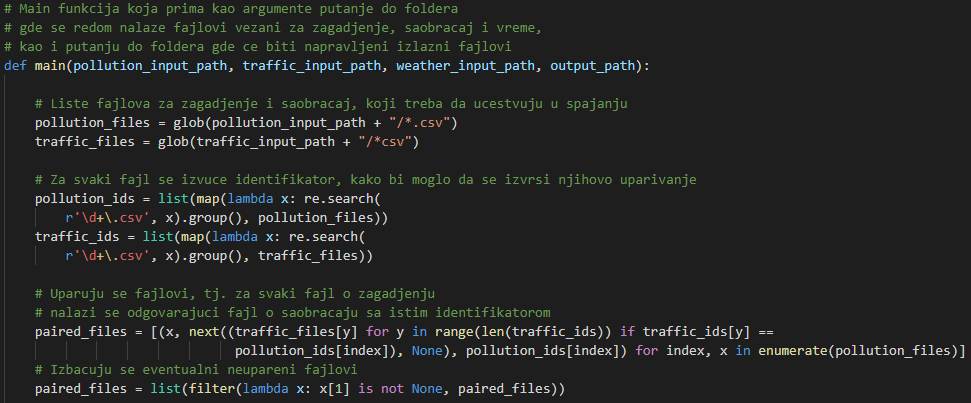 # Main funkcija koja prima kao argumente putanje do foldera
# gde se redom nalaze fajlovi vezani za zagadjenje, saobracaj i vreme,
# kao i putanju do foldera gde ce biti napravljeni izlazni fajlovi
def main(pollution_input_path, traffic_input_path, weather_input_path, output_path):
    # Liste fajlova za zagadjenje i saobracaj, koji treba da ucestvuju u spajanju
    pollution_files = glob(pollution_input_path + "/*.csv")
    traffic_files = glob(traffic_input_path + "/*csv")
    # Za svaki fajl se izvuce identifikator, kako bi moglo da se izvrsi njihovo uparivanje
    pollution_ids = list(map(lambda x: re.search(
        r'\d+\.csv', x).group(), pollution_files))
    traffic_ids = list(map(lambda x: re.search(
        r'\d+\.csv', x).group(), traffic_files))
    # Uparuju se fajlovi, tj. za svaki fajl o zagadjenju
    # nalazi se odgovarajuci fajl o saobracaju sa istim identifikatorom
    paired_files = [(x, next((traffic_files[y] for y in range(len(traffic_ids)) if traffic_ids[y] ==
                              pollution_ids[index]), None), pollution_ids[index]) for index, x in enumerate(pollution_files)]
    # Izbacuju se eventualni neupareni fajlovi
    paired_files = list(filter(lambda x: x[1] is not None, paired_files))